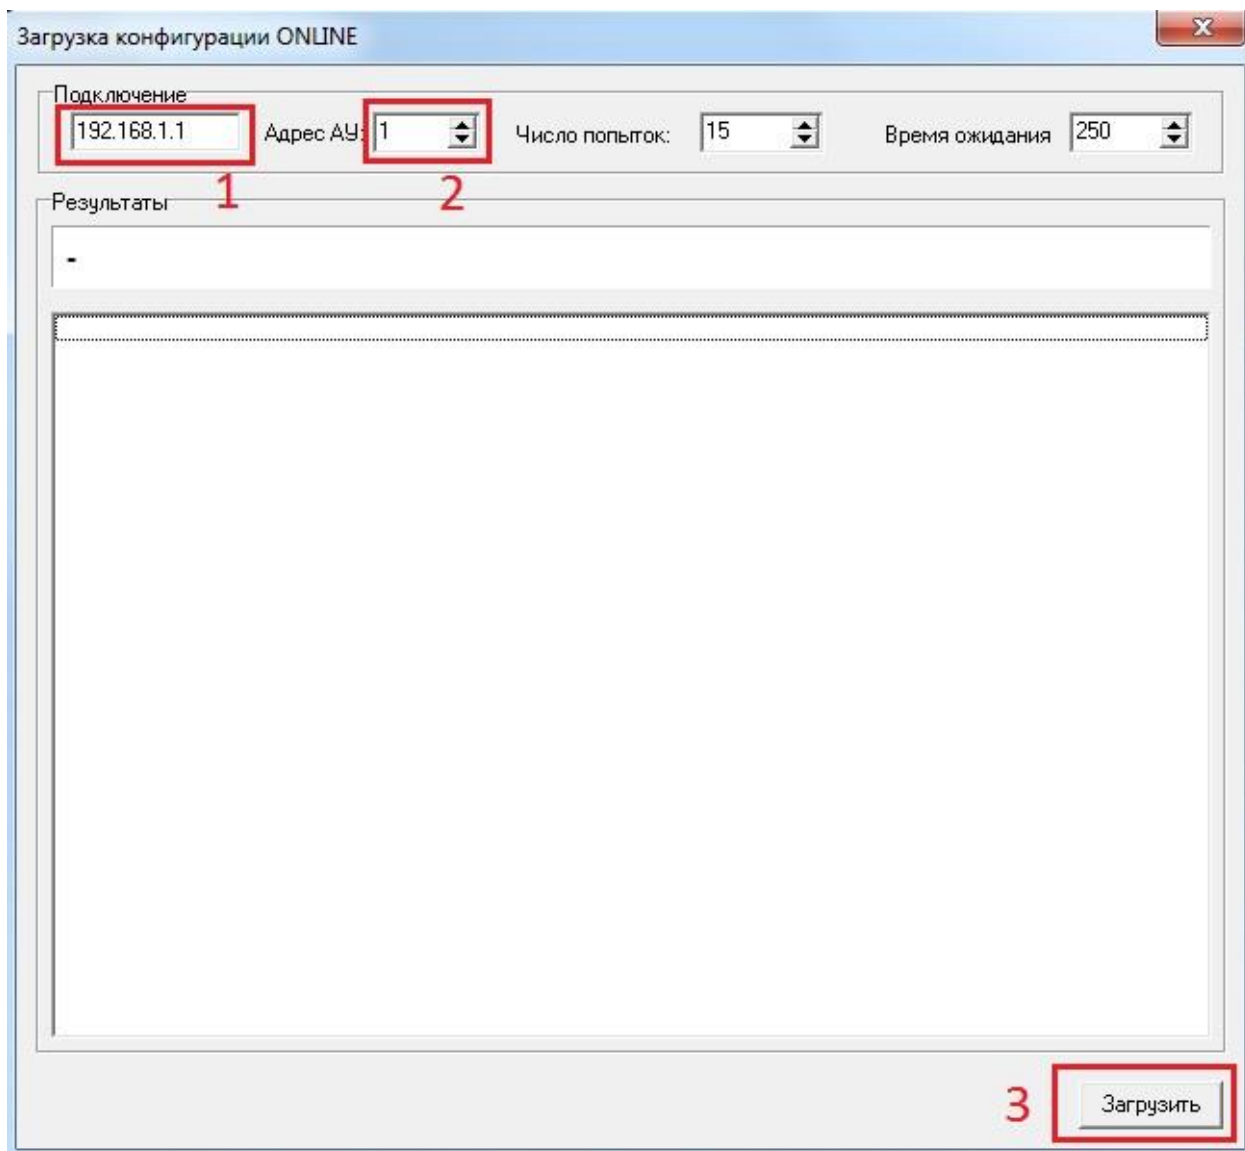 Загрузка конфигурации ONLINE
Подключение
192.168.1.1 Адрес АУ: 1 Число попыток: 15 Время ожидания 250
1 2
Результаты
-
3 Загрузить